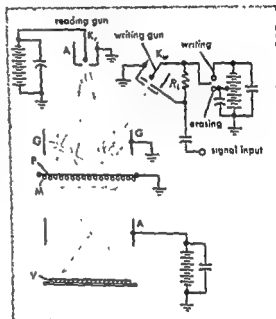 reading gun
writing gun
writing
A
K
K
R
erasing
signal input
G
G
P
M
A
V